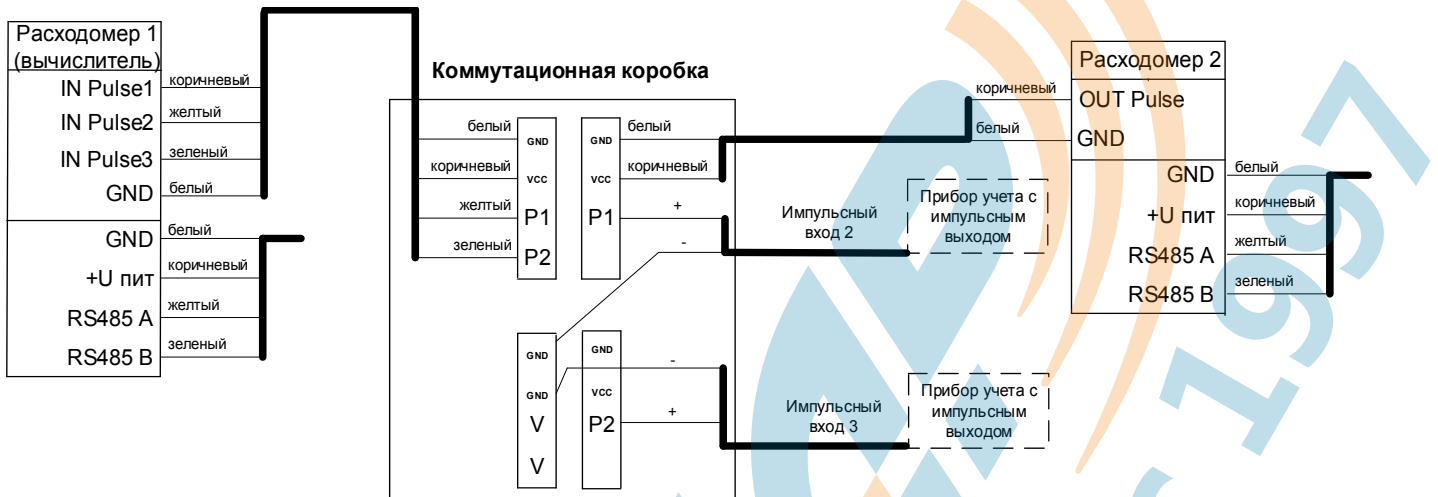 Расходомер 1
(вычислитель)
IN Pulse1
коричневый
IN Pulse2
желтый
IN Pulse3
зеленый
GND
белый
GND
белый
+U пит
коричневый
RS485 A
желтый
RS485 B
зеленый
Коммутационная коробка
белый
GND
коричневый
VCC
желтый
P1
зеленый
P2
GND
белый
VCC
коричневый
P1
+
-
GND
GND
V
V
GND
-
VCC
P2
+
Импульсный
вход 2
Прибор учета с
импульсным
выходом
Импульсный
вход 3
Прибор учета с
импульсным
выходом
Расходомер 2
коричневый
OUT Pulse
белый
GND
GND
белый
+U пит
коричневый
RS485 A
желтый
RS485 B
зеленый
1997